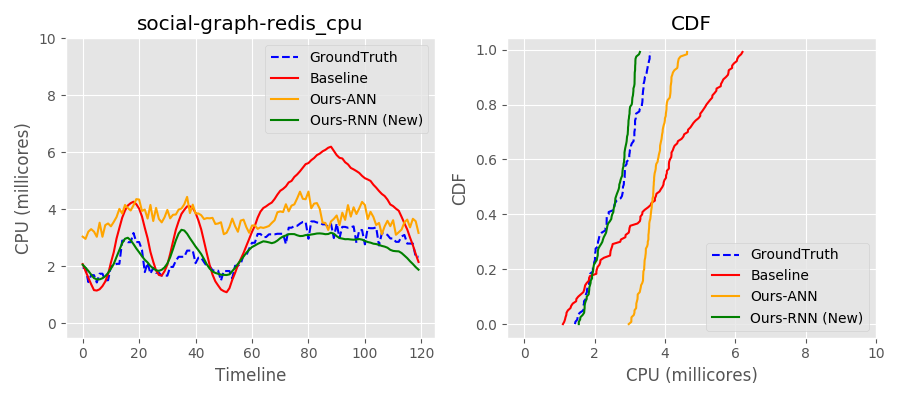 social-graph-redis_cpu
10
8
6
4
2
0
CPU (millicores)
0
20
40
60
80
100
120
Timeline
GroundTruth
Baseline
Ours-ANN
Ours-RNN (New)
CDF
1.0
0.8
0.6
0.4
0.2
0.0
CDF
0
2
4
6
8
10
CPU (millicores)
GroundTruth
Baseline
Ours-ANN
Ours-RNN (New)